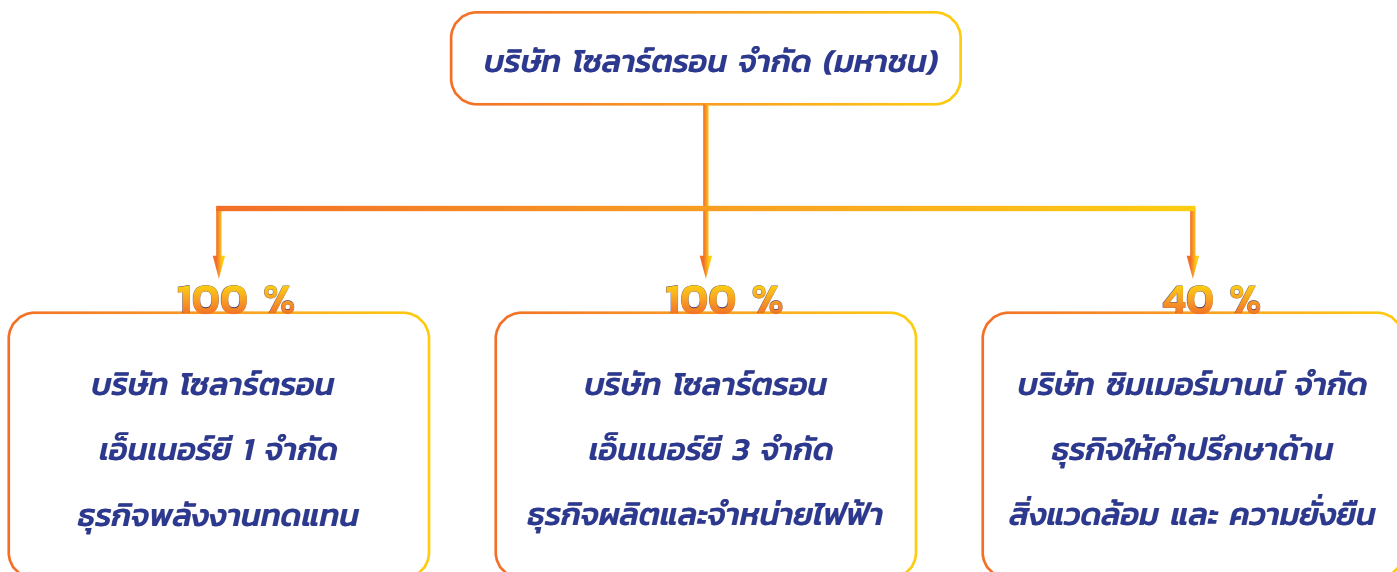 บริษัท โซลาร์ตรอน จำกัด (มหาชน)
100 %
100 %
40 %
บริษัท โซลาร์ตรอน
เอ็นเนอร์ยี 1 จำกัด
ธุรกิจพลังงานทดแทน
บริษัท โซลาร์ตรอน
เอ็นเนอร์ยี 3 จำกัด
ธุรกิจผลิตและจำหน่ายไฟฟ้า
บริษัท ซิมเมอร์มานน์ จำกัด
ธุรกิจให้คำปรึกษาด้าน
สิ่งแวดล้อม และ ความยั่งยืน